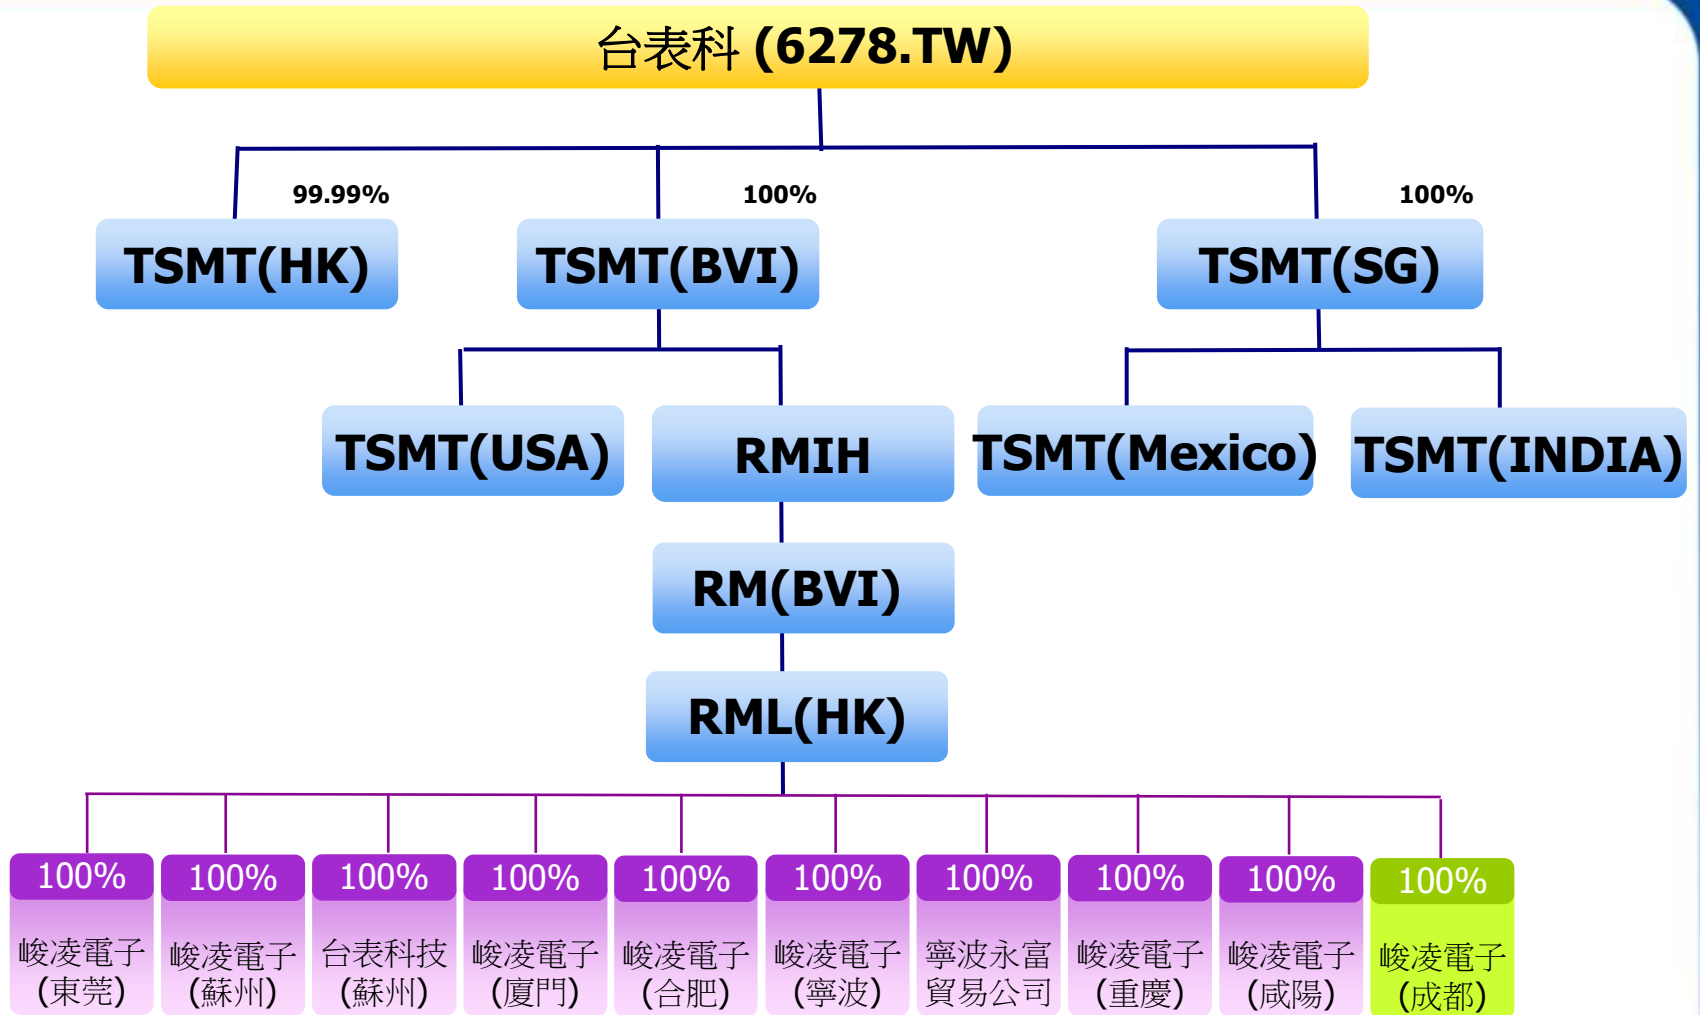 台表科 (6278.TW)
99.99%
100%
100%
TSMT(HK)
TSMT(BVI)
TSMT(SG)
TSMT(USA)
RMIH
TSMT(Mexico)
TSMT(INDIA)
RM(BVI)
RML(HK)
100%
峻凌電子
(東莞)
100%
峻凌電子
(蘇州)
100%
台表科技
(蘇州)
100%
峻凌電子
(廈門)
100%
峻凌電子
(合肥)
100%
峻凌電子
(寧波)
100%
寧波永富
貿易公司
100%
峻凌電子
(重慶)
100%
峻凌電子
(咸陽)
100%
峻凌電子
(成都)